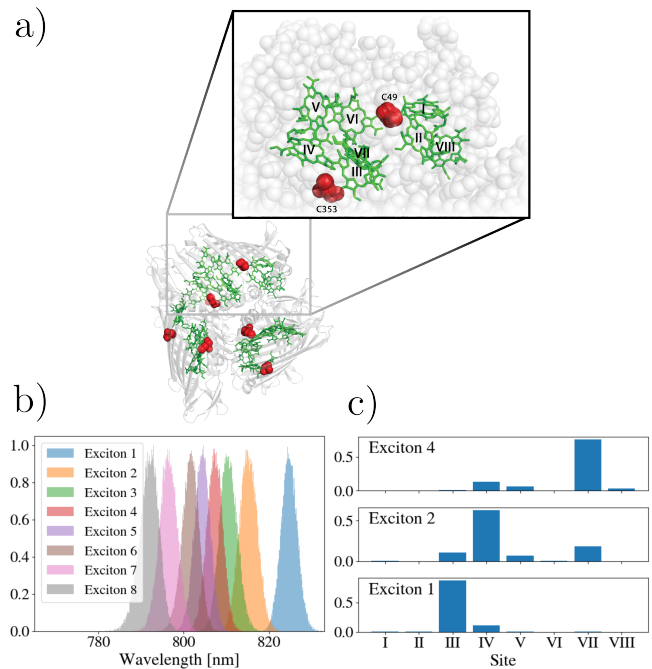 a)
C49
V
VI
I
II
IV
VII
VIII
III
C353
b)
1.0
0.8
0.6
0.4
0.2
0.0
Exciton 1
Exciton 2
Exciton 3
Exciton 4
Exciton 5
Exciton 6
Exciton 7
Exciton 8
780 800 820
Wavelength [nm]
c)
Exciton 4
0.5
0.0
Exciton 2
0.5
0.0
Exciton 1
0.5
0.0
I II III IV V VI VII VIII
Site